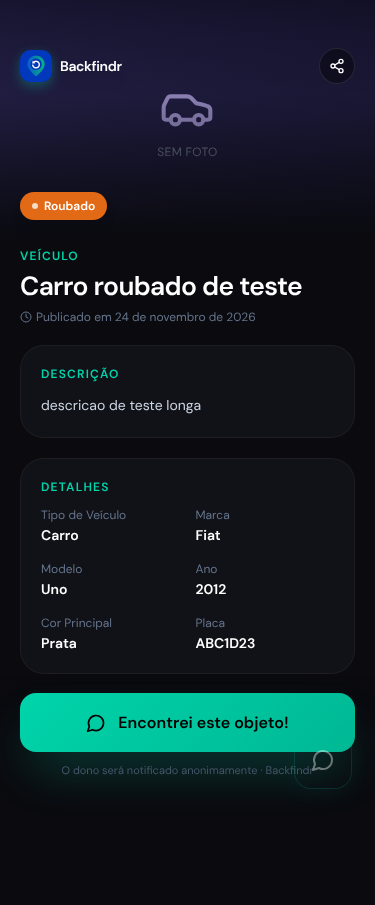 Backfindr
SEM FOTO
Roubado
VEÍCULO
Carro roubado de teste
Publicado em 24 de novembro de 2026
DESCRIÇÃO
descricao de teste longa
DETALHES
Tipo de Veículo
Marca
Carro
Fiat
Modelo
Ano
Uno
2012
Cor Principal
Placa
Prata
ABC1D23
Encontrei este objeto!
O dono será notificado anonimamente · Backfindr